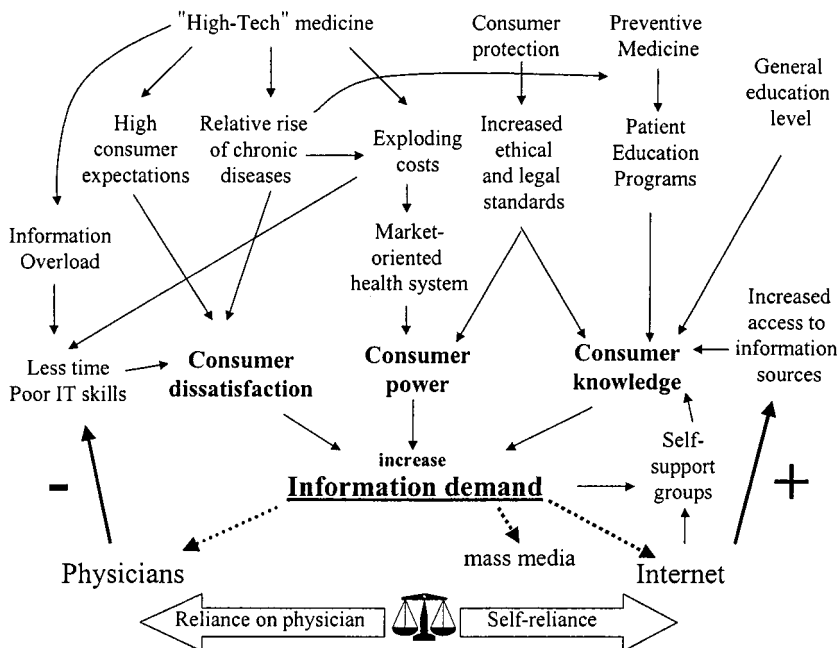 "High-Tech" medicine
Consumer
protection
Preventive
Medicine
General
education
level
High
consumer
expectations
Relative rise
of chronic
diseases
Exploding
costs
Increased
ethical
and legal
standards
Patient
Education
Programs
Information
Overload
Market-
oriented
health system
Increased
access to
information
sources
Less time
Poor IT skills
Consumer
dissatisfaction
Consumer
power
Consumer
knowledge
Self-
support
groups
increase
Information demand
-
+
Physicians
mass media
Internet
Reliance on physician
Self-reliance